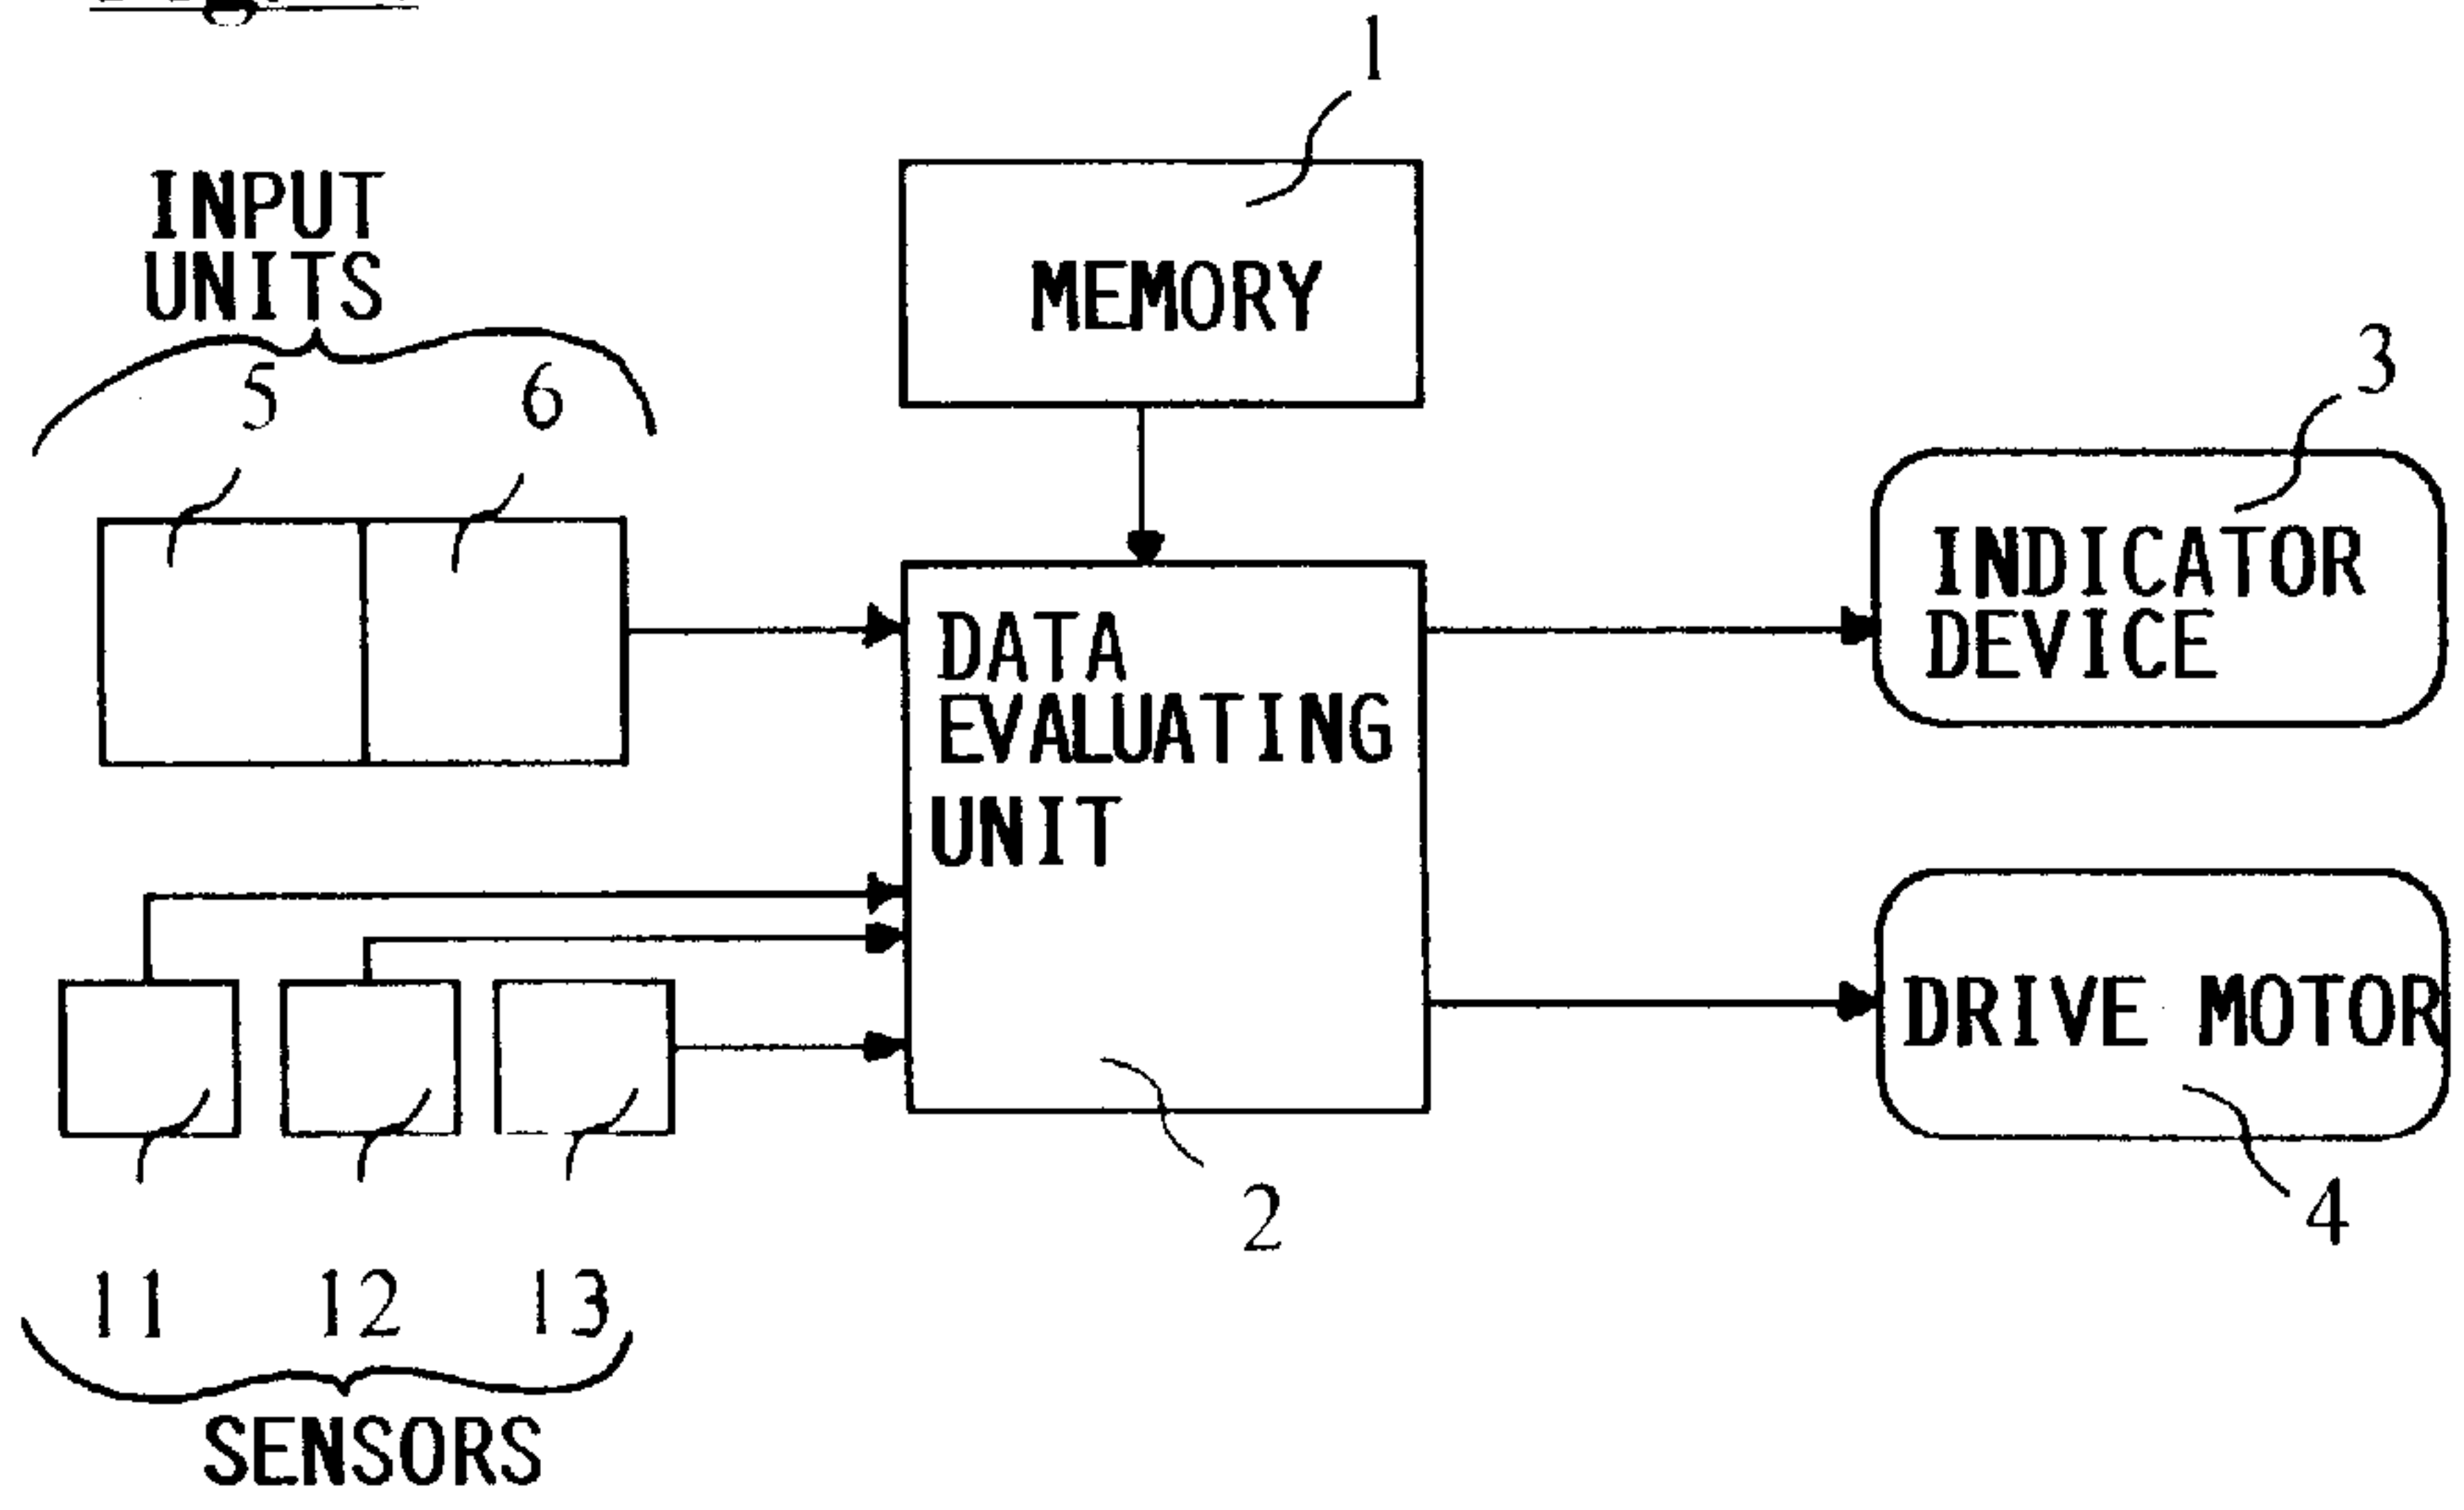 1
INPUT
UNITS
MEMORY
3
5
6
INDICATOR
DEVICE
DATA
EVALUATING
UNIT
DRIVE MOTOR
2
4
11
12
13
SENSORS